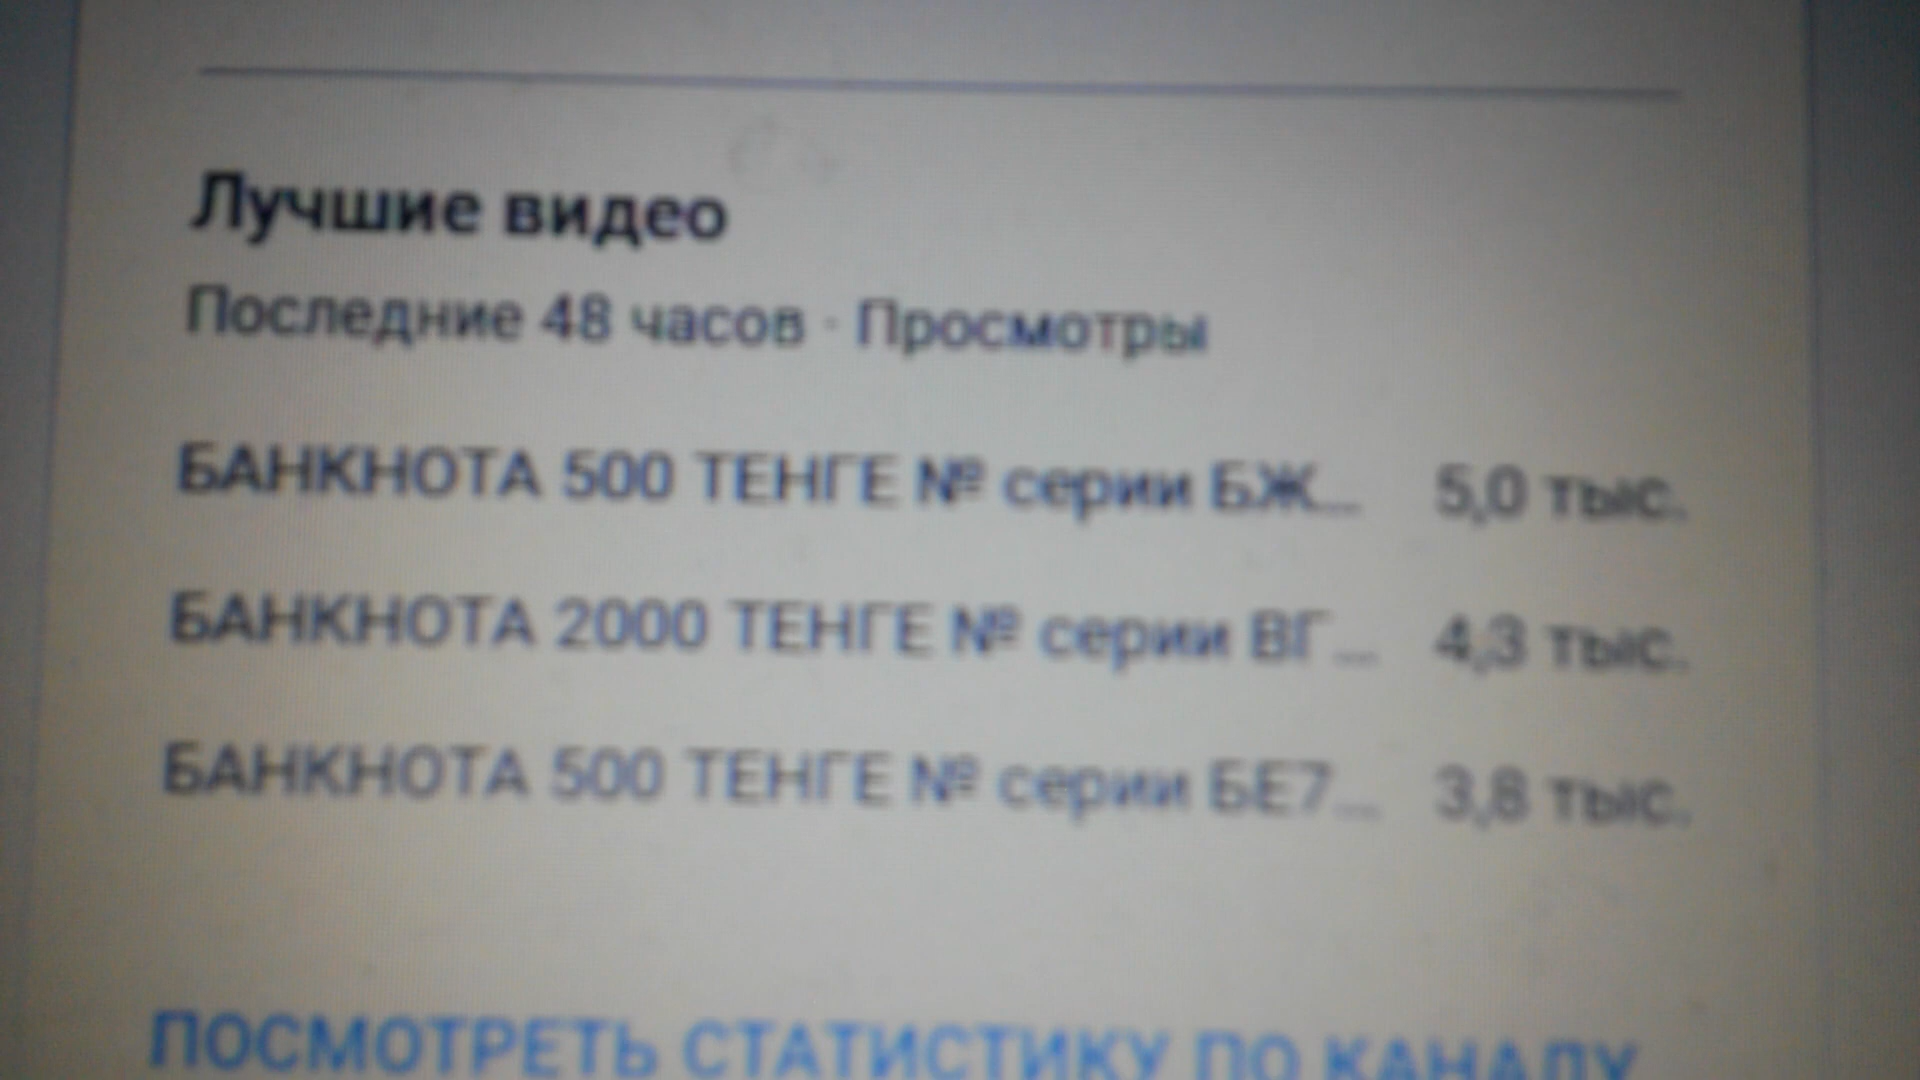 Лучшие видео
Последние 48 часов · Просмотры
БАНКНОТА 500 ТЕНГЕ № серии БЖ... 5,0 тыс.
БАНКНОТА 2000 ТЕНГЕ № серии ВГ... 4,3 тыс.
БАНКНОТА 500 ТЕНГЕ № серии БЕ7... 3,8 тыс.
ПОСМОТРЕТЬ СТАТИСТИКУ ПО КАНАЛУ